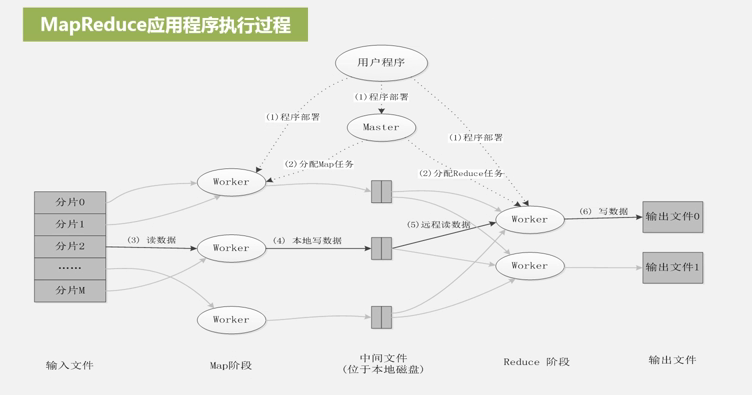 MapReduce应用程序执行过程
用户程序
(1)程序部署
(1)程序部署
(1)程序部署
Master
(2)分配Map任务
(2)分配Reduce任务
Worker
分片0
分片1
分片2
……
分片M
(3) 读数据
Worker
(4) 本地写数据
(5)远程读数据
Worker
(6) 写数据
输出文件0
Worker
输出文件1
Worker
输入文件
Map阶段
中间文件
(位于本地磁盘)
Reduce 阶段
输出文件